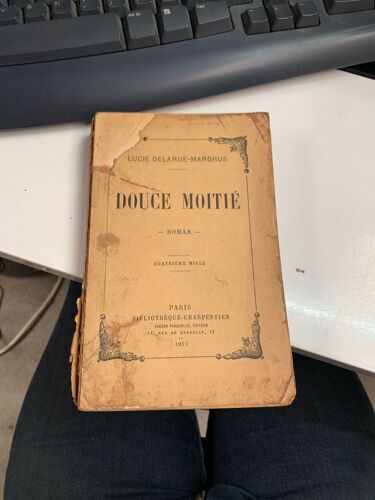 LUCIE DELARUE-MARDRUS
DOUCE MOITIÉ
— ROMAN —
QUATRIÈME MILLE
PARIS
BIBLIOTHÈQUE-CHARPENTIER
EUGÈNE FASQUELLE, ÉDITEUR
11, RUE DE GRENELLE, 11
1913